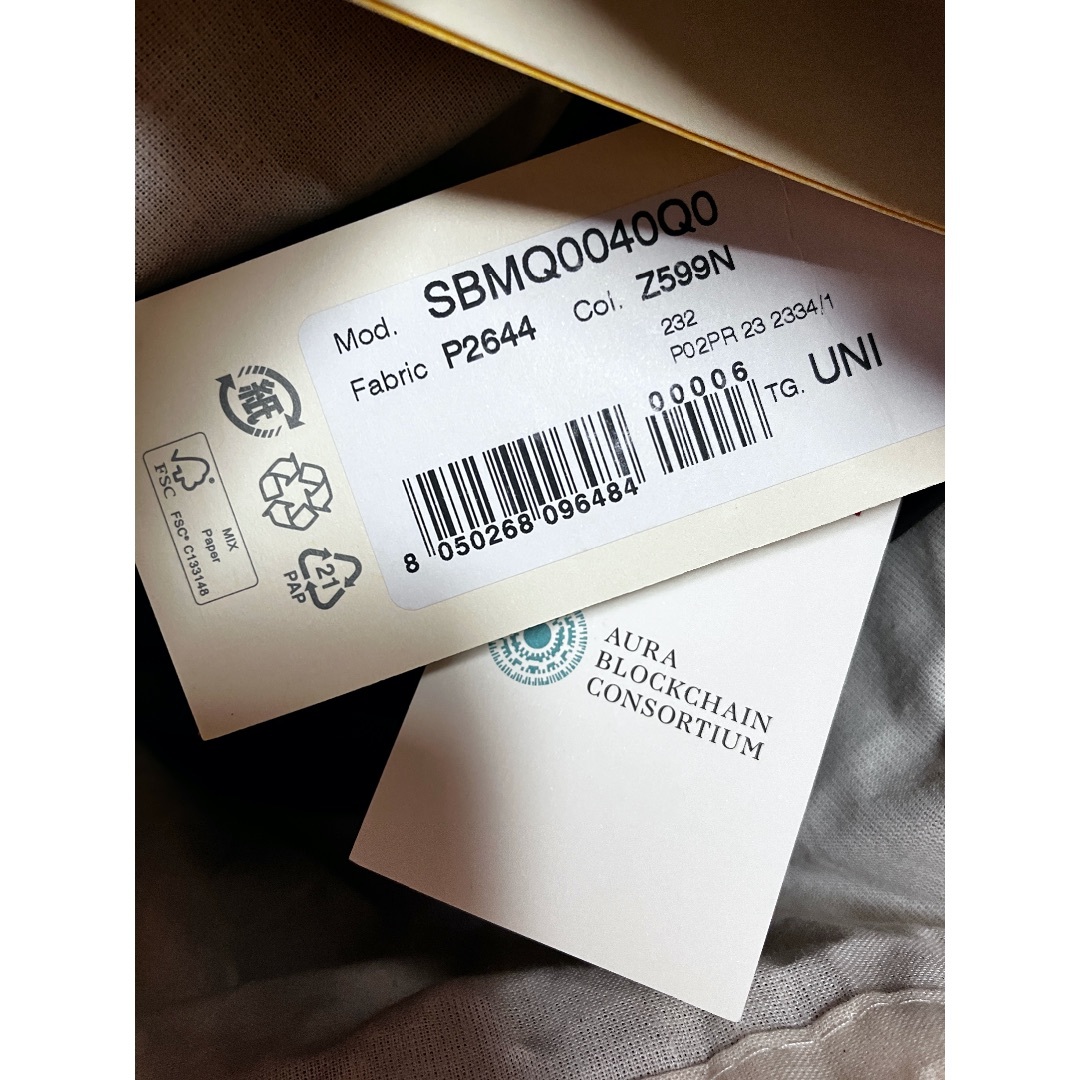 Mod. SBMQ0040Q0
Fabric P2644 Col. Z599N
232
P02PR 23 2334/1
00006
TG. UNI
8 050268 096484
紙
FSC
MIX
Paper
FSC® C133148
21
PAP
AURA
BLOCKCHAIN
CONSORTIUM